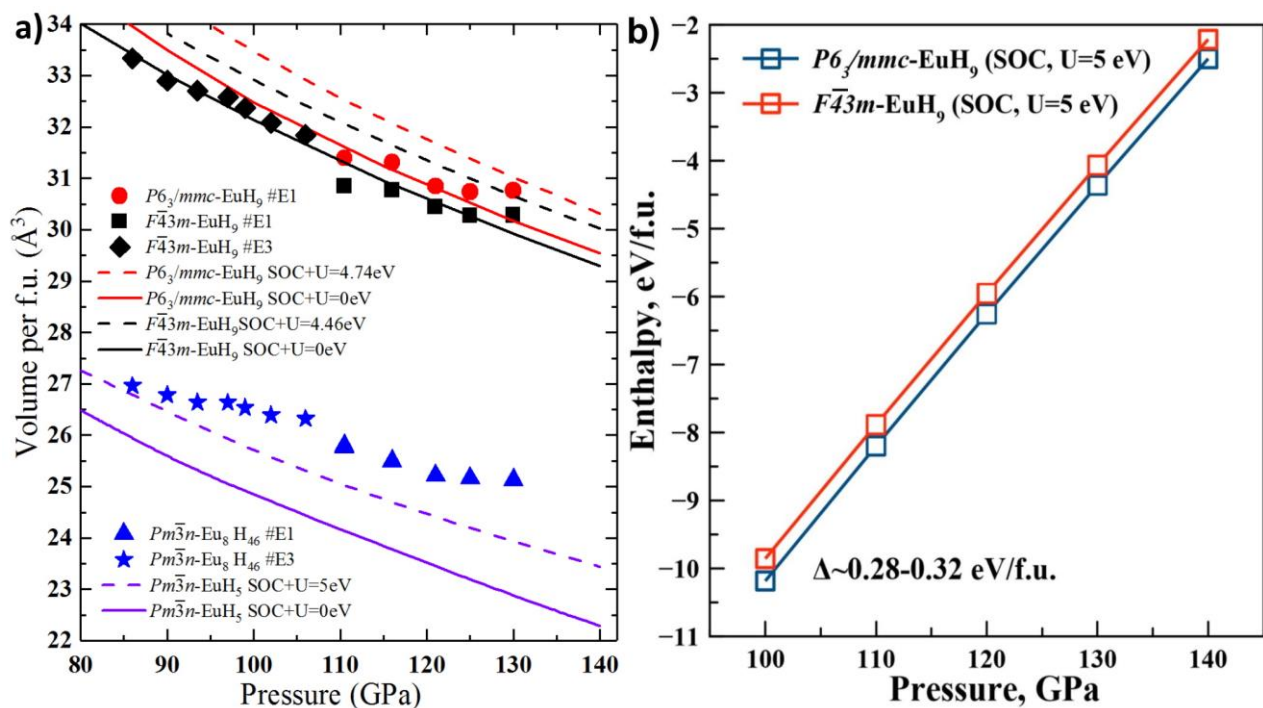 a)
34
33
32
31
30
29
28
27
26
25
24
23
22
Volume per f.u. (Å³)
P6₃/mmc-EuH₉ #E1
F4̅3m-EuH₉ #E1
F4̅3m-EuH₉ #E3
P6₃/mmc-EuH₉ SOC+U=4.74eV
P6₃/mmc-EuH₉ SOC+U=0eV
F4̅3m-EuH₉SOC+U=4.46eV
F4̅3m-EuH₉ SOC+U=0eV
Pm3̅n-Eu₈ H₄₆ #E1
Pm3̅n-Eu₈ H₄₆ #E3
Pm3̅n-EuH₅ SOC+U=5eV
Pm3̅n-EuH₅ SOC+U=0eV
80 90 100 110 120 130 140
Pressure (GPa)
b)
−2
−3
−4
−5
−6
−7
−8
−9
−10
−11
Enthalpy, eV/f.u.
P6₃/mmc-EuH₉ (SOC, U=5 eV)
F4̅3m-EuH₉ (SOC, U=5 eV)
Δ~0.28-0.32 eV/f.u.
100 110 120 130 140
Pressure, GPa